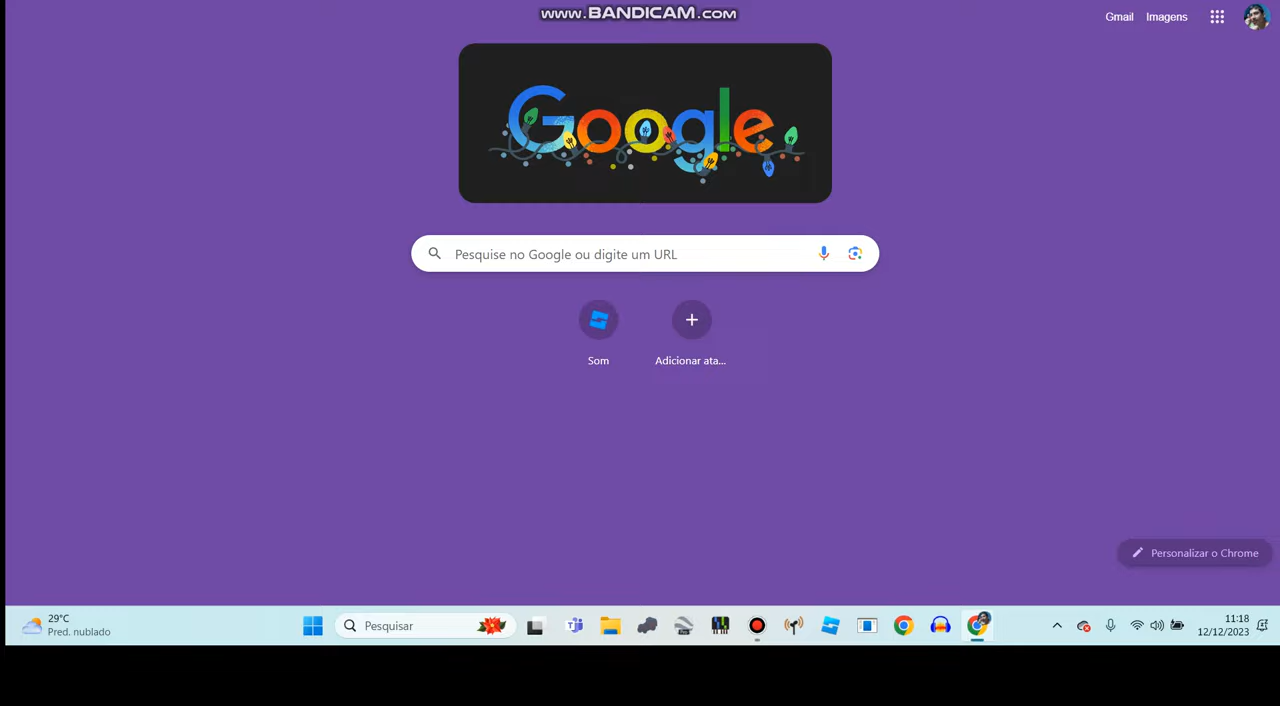 www.BANDICAM.com
Gmail Imagens
Google
Pesquise no Google ou digite um URL
Som
Adicionar ata...
Personalizar o Chrome
29°C
Pred. nublado
Pesquisar
11:18
12/12/2023